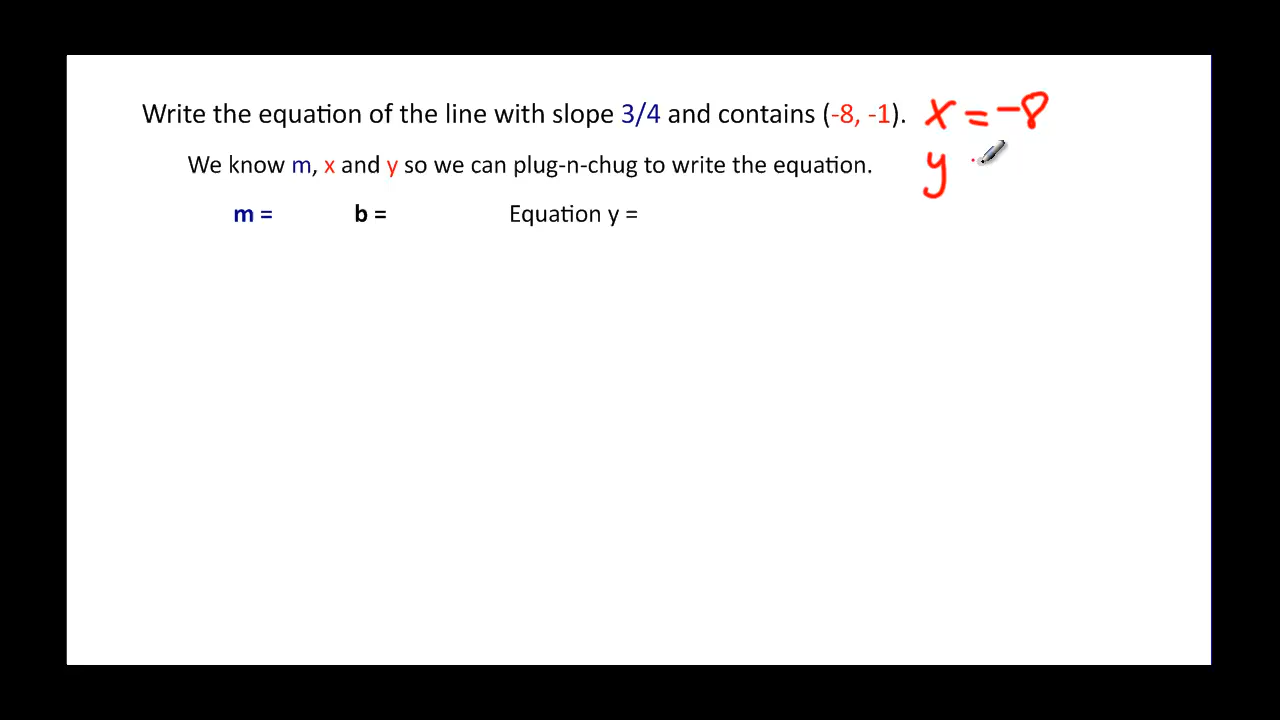 Write the equation of the line with slope 3/4 and contains (-8, -1). x = -8
We know m, x and y so we can plug-n-chug to write the equation. y
m = b = Equation y =